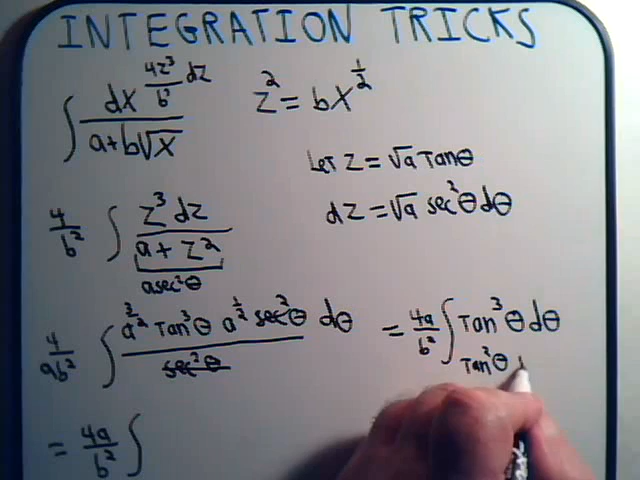 INTEGRATION TRICKS
∫ dx/(a+b√x) 4z³/b² dz   z² = bx^(1/2)
Let z = √a Tanθ
dz = √a sec²θ dθ
4/b² ∫ z³ dz/(a + z²)
a sec²θ
4/ab² ∫ a^(3/2) Tan³θ a^(1/2) sec²θ dθ/sec²θ = 4a/b² ∫ Tan³θ dθ
Tan²θ
= 4a/b² ∫